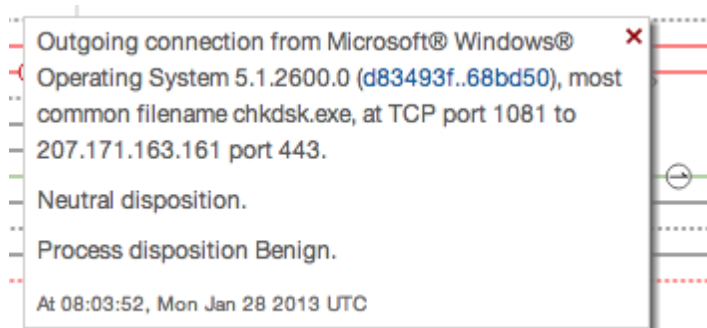 Outgoing connection from Microsoft® Windows®
Operating System 5.1.2600.0 (d83493f..68bd50), most
common filename chkdsk.exe, at TCP port 1081 to
207.171.163.161 port 443.
Neutral disposition.
Process disposition Benign.
At 08:03:52, Mon Jan 28 2013 UTC